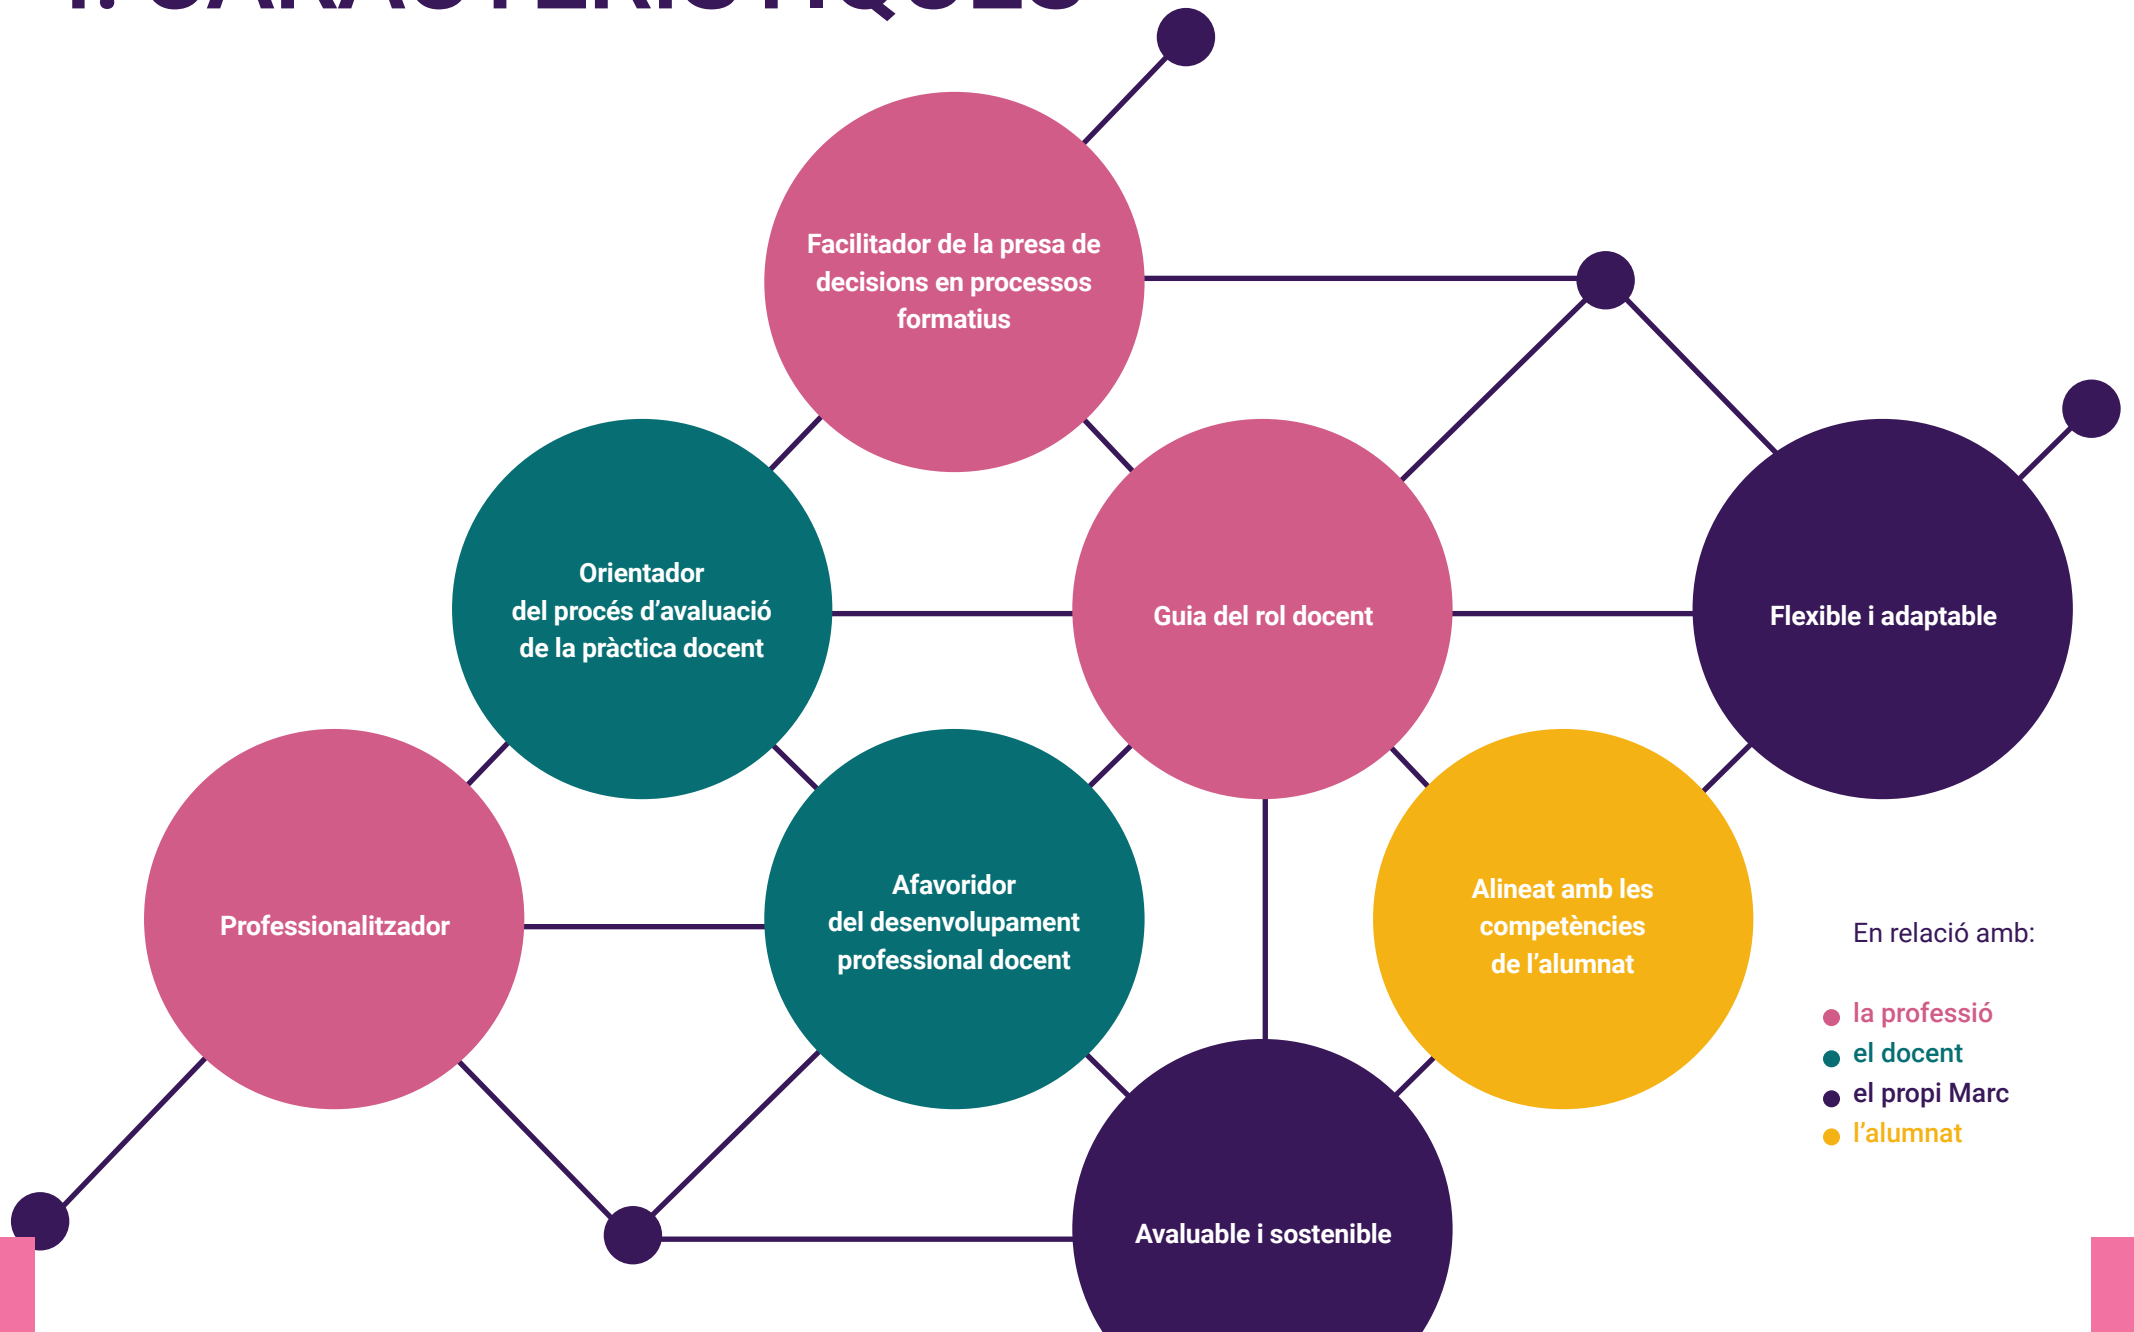 CARACTERÍSTIQUES
Facilitador de la presa de
decisions en processos
formatius
Orientador
del procés d’avaluació
de la pràctica docent
Guia del rol docent
Flexible i adaptable
Professionalitzador
Afavoridor
del desenvolupament
professional docent
Alineat amb les
competències
de l’alumnat
En relació amb:
la professió
el docent
el propi Marc
l’alumnat
Avaluable i sostenible